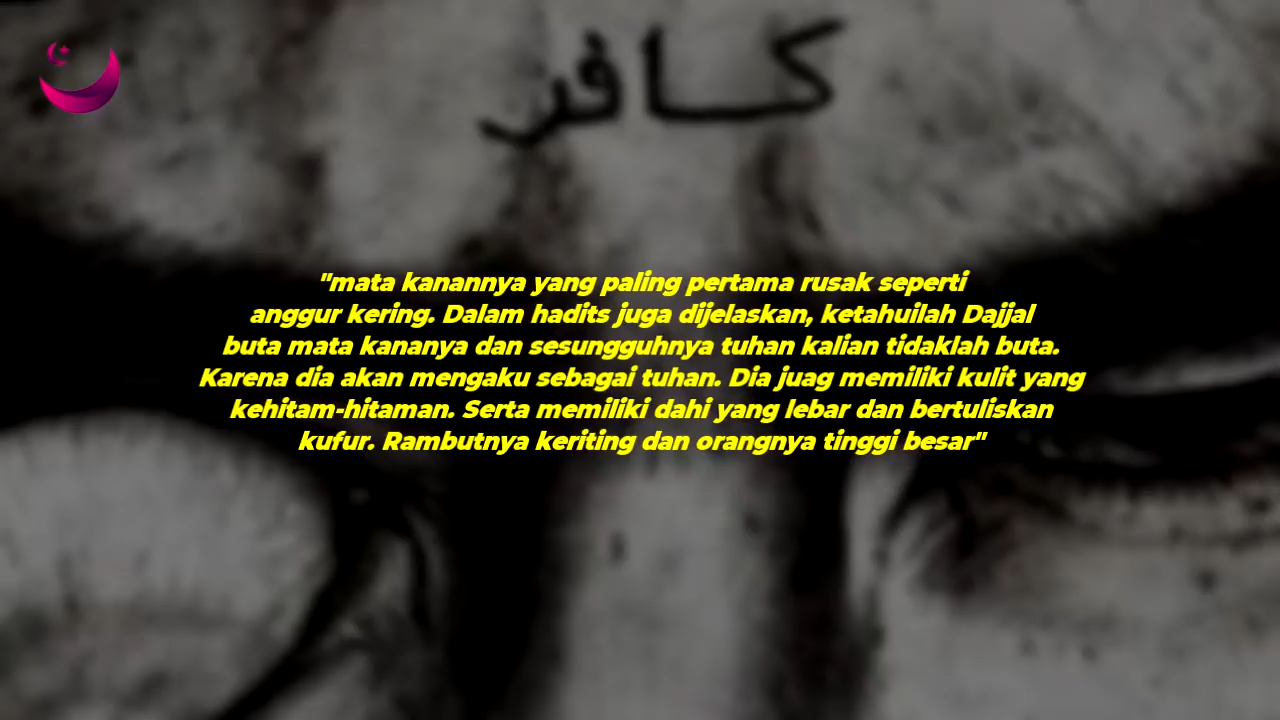 كافر
"mata kanannya yang paling pertama rusak seperti
anggur kering. Dalam hadits juga dijelaskan, ketahuilah Dajjal
buta mata kananya dan sesungguhnya tuhan kalian tidaklah buta.
Karena dia akan mengaku sebagai tuhan. Dia juag memiliki kulit yang
kehitam-hitaman. Serta memiliki dahi yang lebar dan bertuliskan
kufur. Rambutnya keriting dan orangnya tinggi besar"